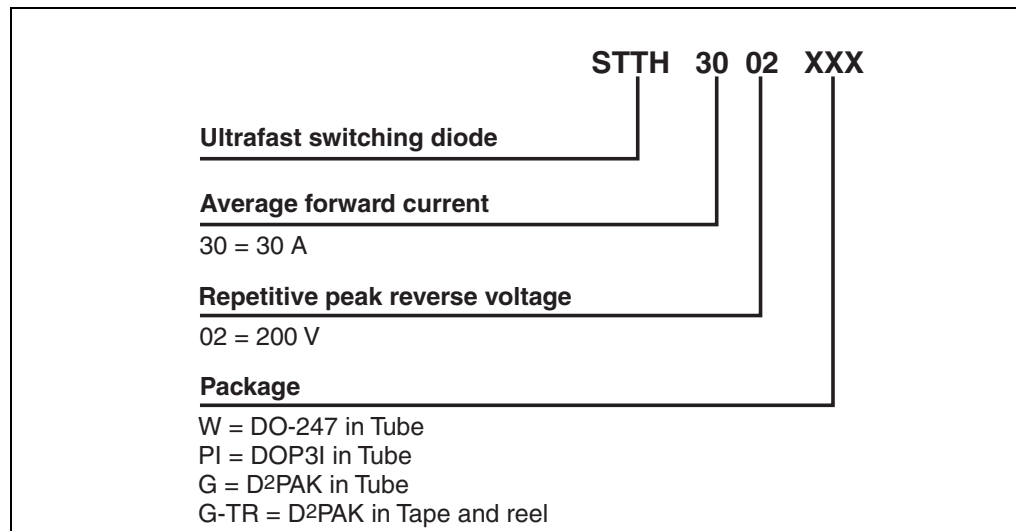 STTH 30 02 XXX
Ultrafast switching diode
Average forward current
30 = 30 A
Repetitive peak reverse voltage
02 = 200 V
Package
W = DO-247 in Tube
PI = DOP3I in Tube
G = D²PAK in Tube
G-TR = D²PAK in Tape and reel